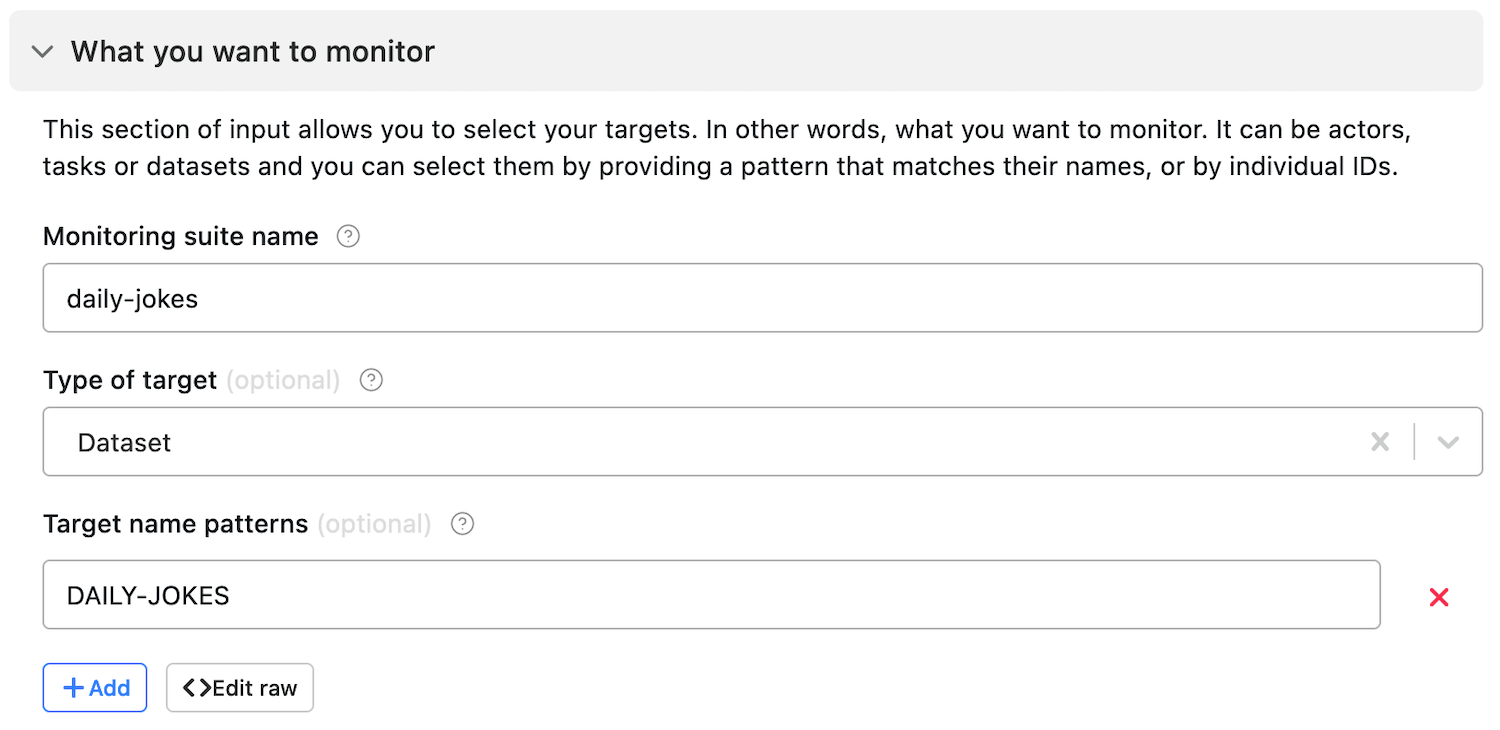 What you want to monitor
This section of input allows you to select your targets. In other words, what you want to monitor. It can be actors,
tasks or datasets and you can select them by providing a pattern that matches their names, or by individual IDs.
Monitoring suite name ?
daily-jokes
Type of target (optional) ?
Dataset
Target name patterns (optional) ?
DAILY-JOKES
+ Add <>Edit raw